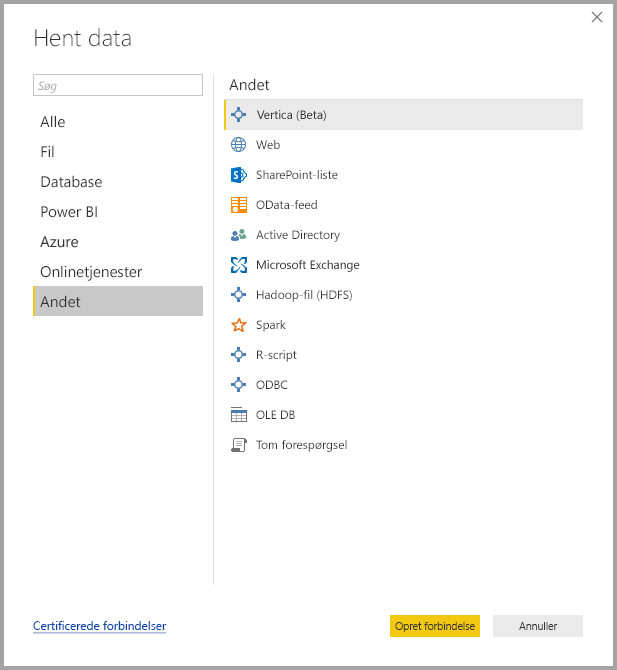 Hent data
Søg
Alle
Fil
Database
Power BI
Azure
Onlinetjenester
Andet
Andet
Vertica (Beta)
Web
SharePoint-liste
OData-feed
Active Directory
Microsoft Exchange
Hadoop-fil (HDFS)
Spark
R-script
ODBC
OLE DB
Tom forespørgsel
Certificerede forbindelser
Opret forbindelse
Annuller